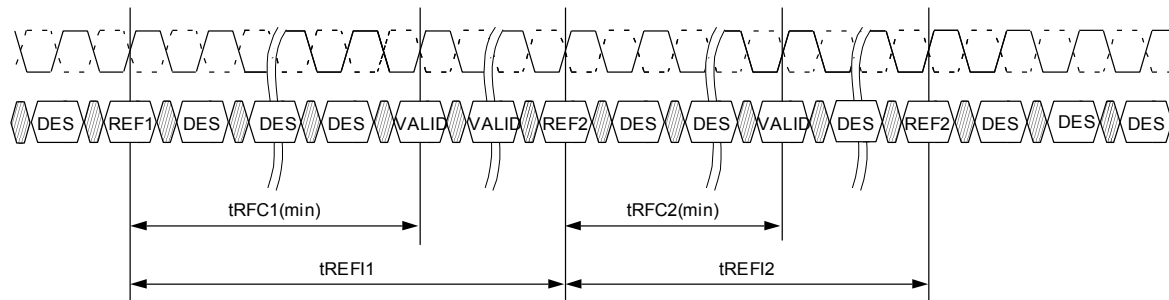 DES REF1 DES DES DES VALID VALID REF2 DES DES VALID DES REF2 DES DES DES
tRFC1(min) tRFC2(min)
tREFI1 tREFI2